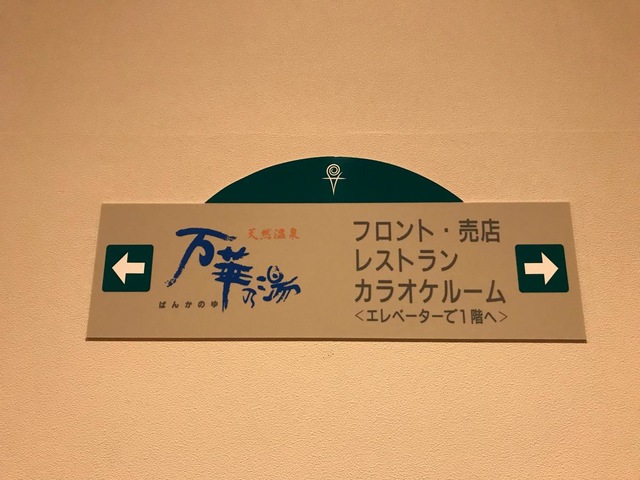 天然温泉
万華乃湯
ばんかのゆ
フロント・売店
レストラン
カラオケルーム
<エレベーターで1階へ>